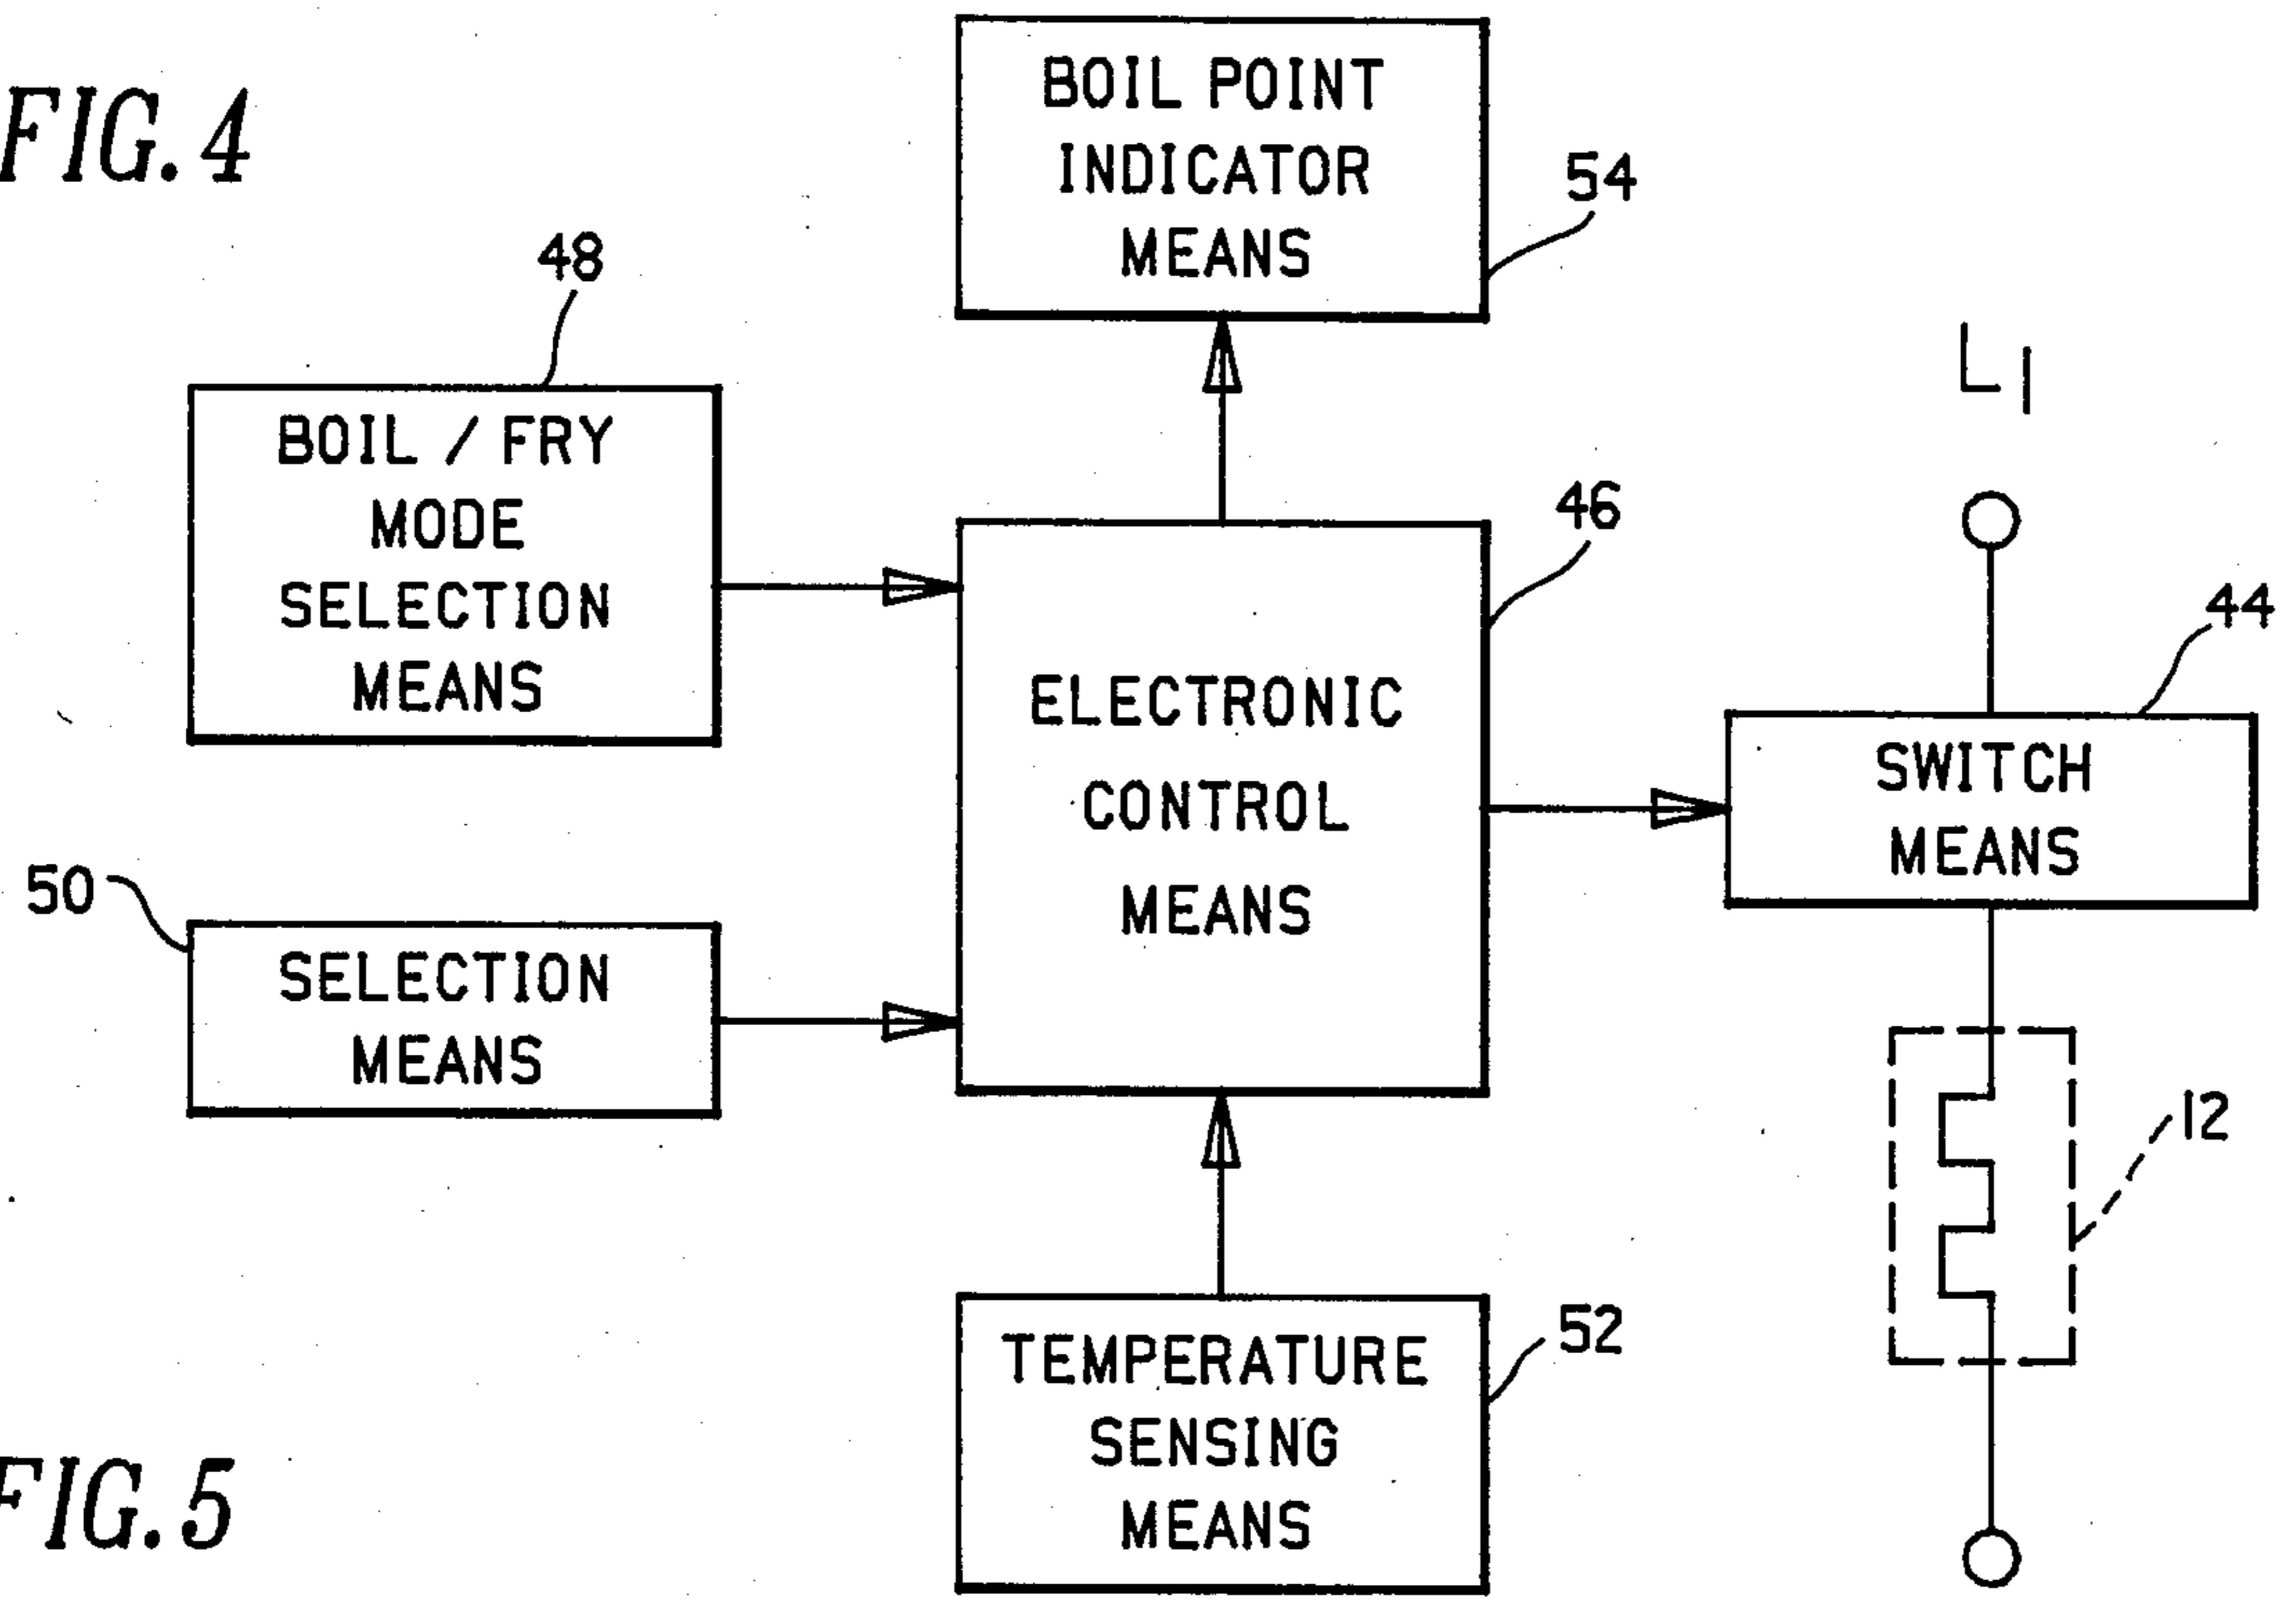 FIG. 4
BOIL POINT
INDICATOR
MEANS
54
48
BOIL / FRY
MODE
SELECTION
MEANS
L1
46
ELECTRONIC
CONTROL
MEANS
44
SWITCH
MEANS
50
SELECTION
MEANS
12
52
TEMPERATURE
SENSING
MEANS
FIG. 5